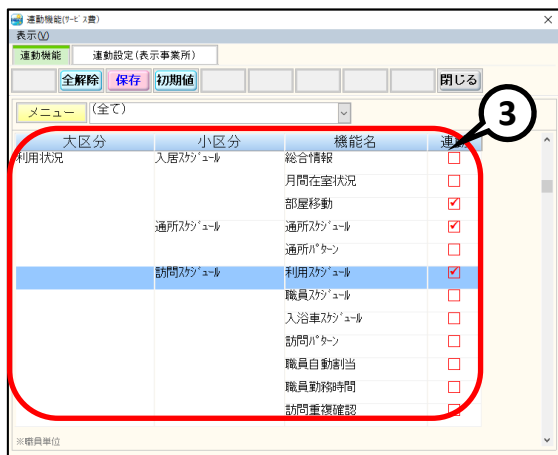 連動機能(ｻｰﾋﾞｽ費)
表示(V)
連動機能 連動設定(表示事業所)
全解除 保存 初期値 閉じる
メニュー (全て)
3
大区分 小区分 機能名 連動
利用状況 入居ｽｹｼﾞｭｰﾙ 総合情報
月間在室状況
部屋移動
通所ｽｹｼﾞｭｰﾙ 通所ｽｹｼﾞｭｰﾙ
通所ﾊﾟﾀｰﾝ
訪問ｽｹｼﾞｭｰﾙ 利用ｽｹｼﾞｭｰﾙ
職員ｽｹｼﾞｭｰﾙ
入浴車ｽｹｼﾞｭｰﾙ
訪問ﾊﾟﾀｰﾝ
職員自動割当
職員勤務時間
訪問重複確認
※職員単位